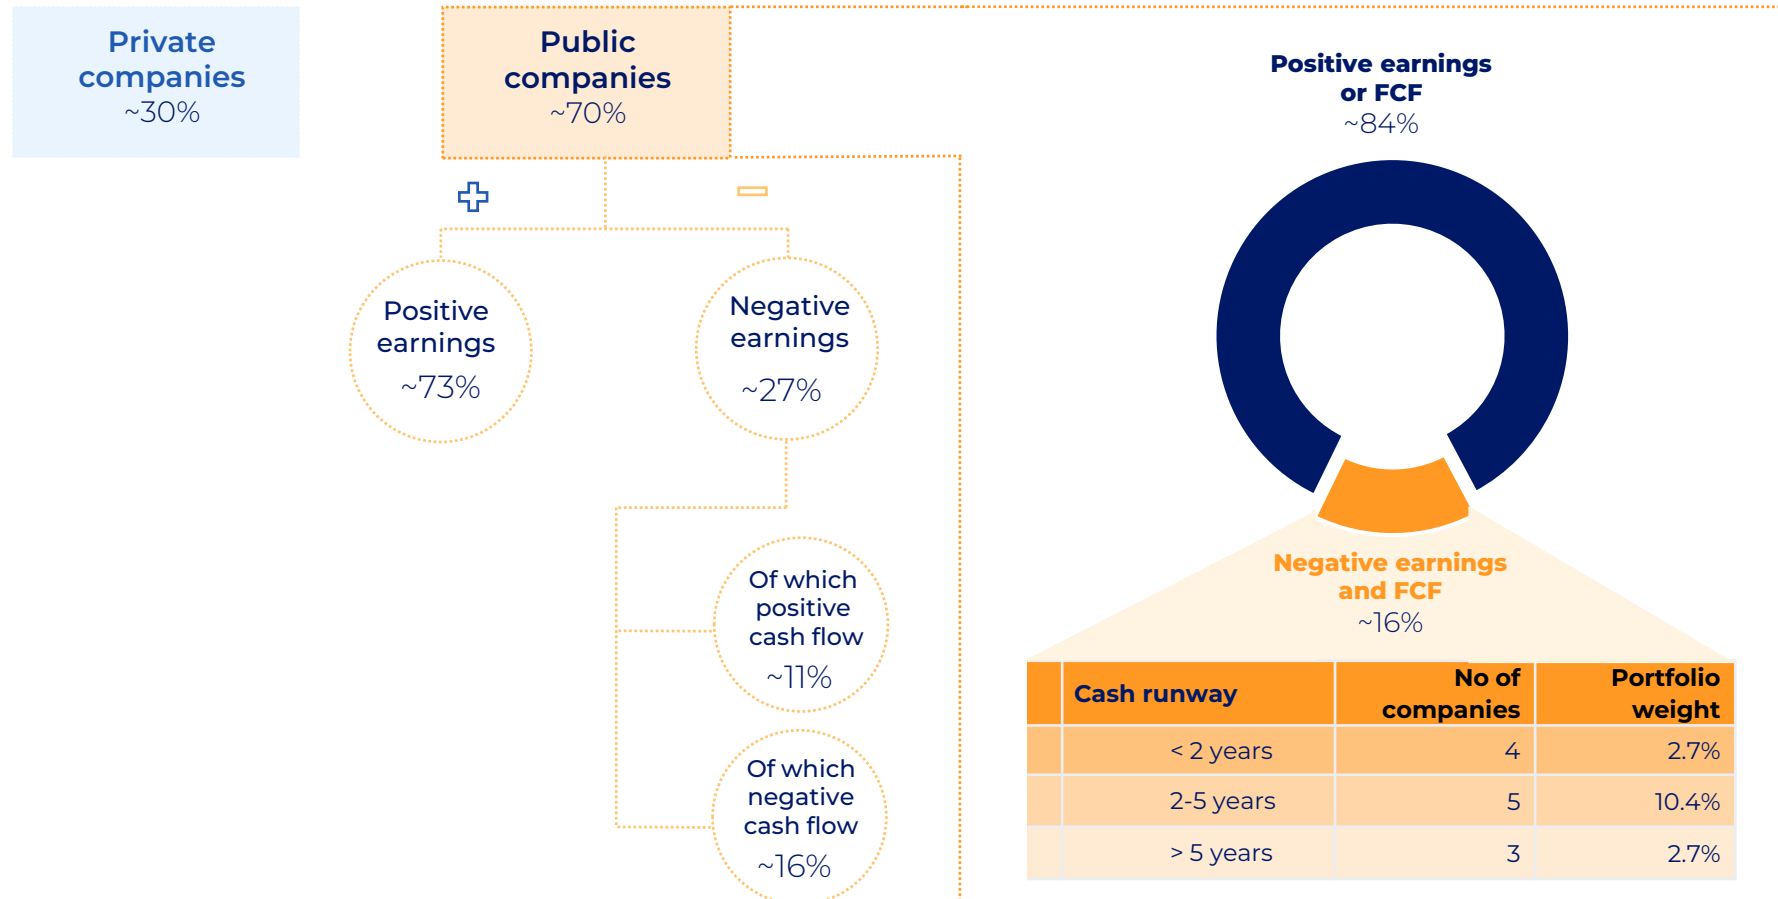 Private
companies
~30%
Public
companies
~70%
Positive
earnings
~73%
Negative
earnings
~27%
Of which
positive
cash flow
~11%
Of which
negative
cash flow
~16%
Positive earnings
or FCF
~84%
Negative earnings
and FCF
~16%
Cash runway No of companies Portfolio weight
< 2 years 4 2.7%
2-5 years 5 10.4%
> 5 years 3 2.7%